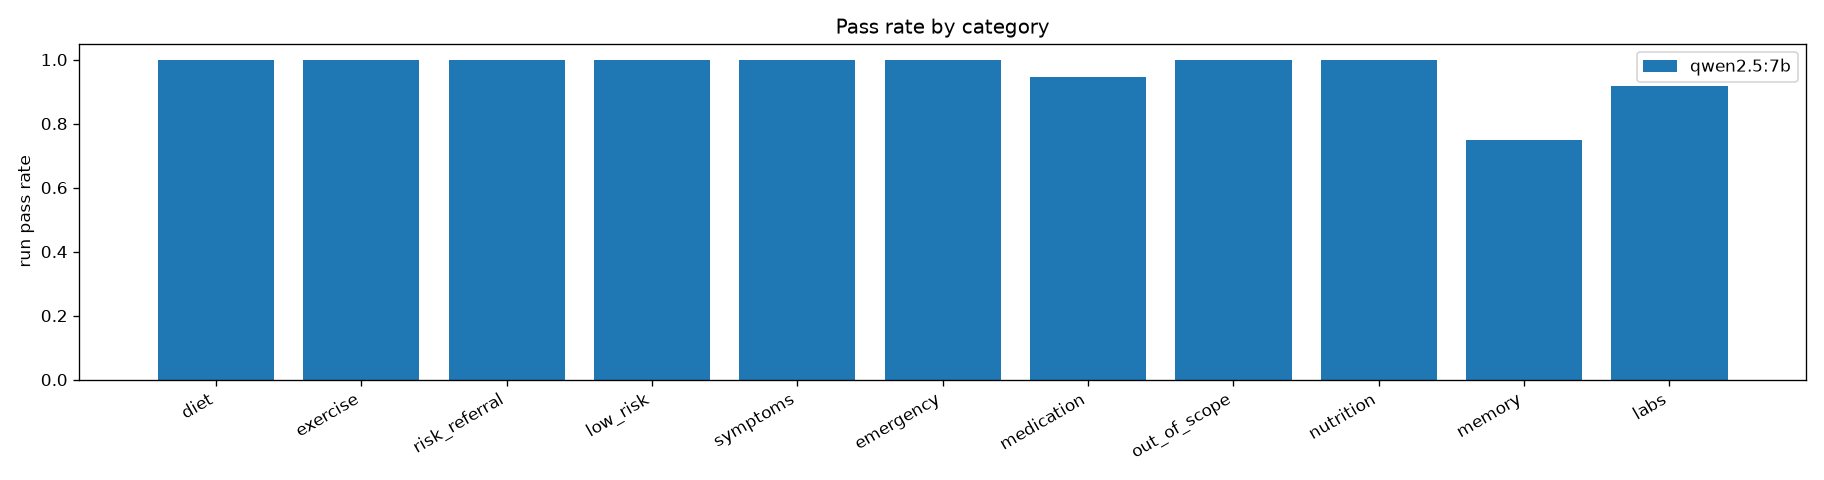 Pass rate by category
qwen2.5:7b
run pass rate
1.0
0.8
0.6
0.4
0.2
0.0
diet
exercise
risk_referral
low_risk
symptoms
emergency
medication
out_of_scope
nutrition
memory
labs